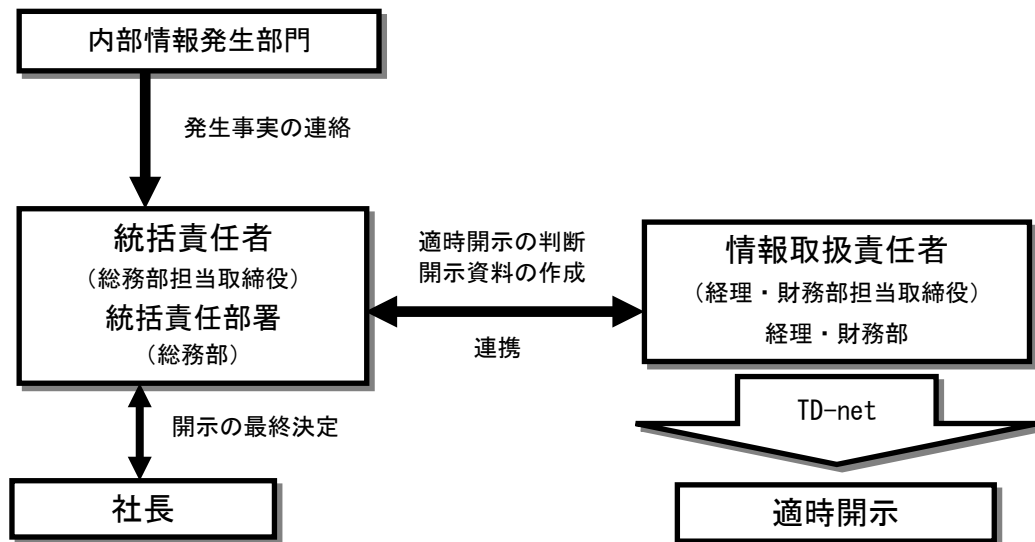 内部情報発生部門
発生事実の連絡
統括責任者
（総務部担当取締役）
統括責任部署
（総務部）
適時開示の判断
開示資料の作成
連携
情報取扱責任者
（経理・財務部担当取締役）
経理・財務部
開示の最終決定
TD-net
社長
適時開示